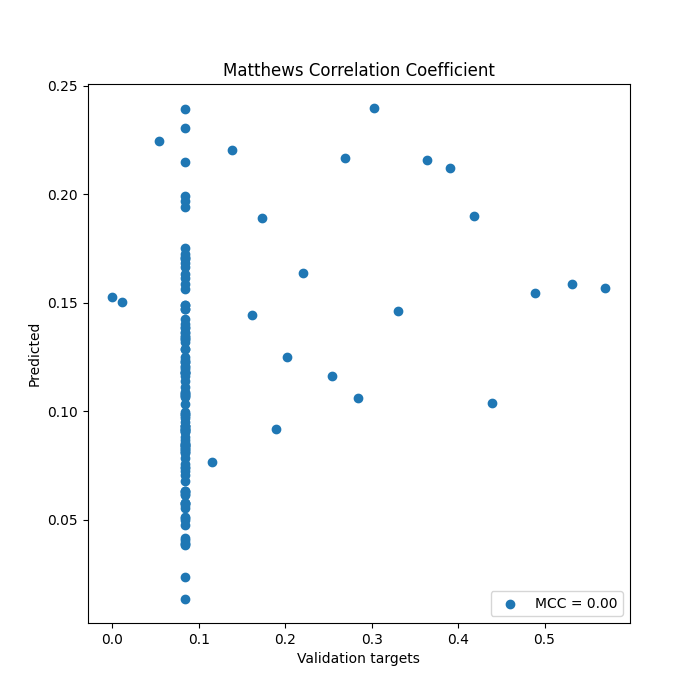 Matthews Correlation Coefficient
0.25
0.20
0.15
0.10
0.05
Predicted
MCC = 0.00
0.0 0.1 0.2 0.3 0.4 0.5
Validation targets